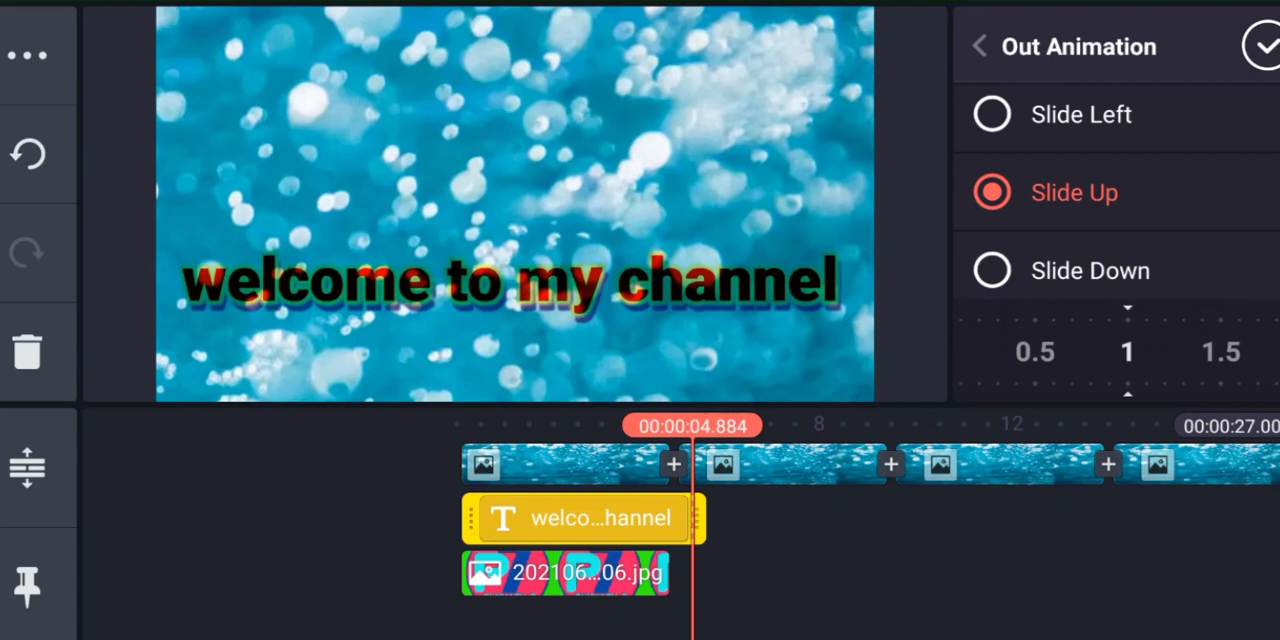 Out Animation
Slide Left
Slide Up
Slide Down
0.5 1 1.5
welcome to my channel
00:00:04.884 8 12 00:00:27.00
T welco...hannel
202106...06.jpg